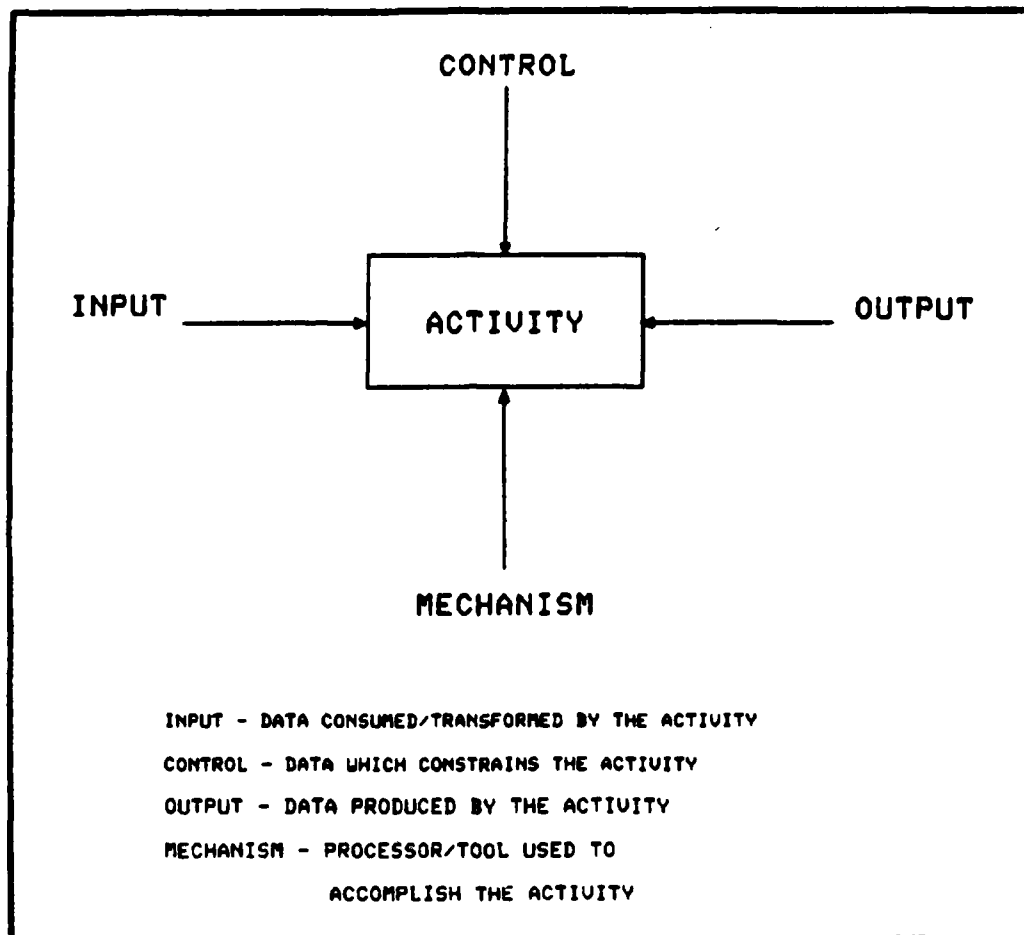 CONTROL
INPUT
ACTIVITY
OUTPUT
MECHANISM
INPUT - DATA CONSUMED/TRANSFORMED BY THE ACTIVITY
CONTROL - DATA WHICH CONSTRAINS THE ACTIVITY
OUTPUT - DATA PRODUCED BY THE ACTIVITY
MECHANISM - PROCESSOR/TOOL USED TO
ACCOMPLISH THE ACTIVITY